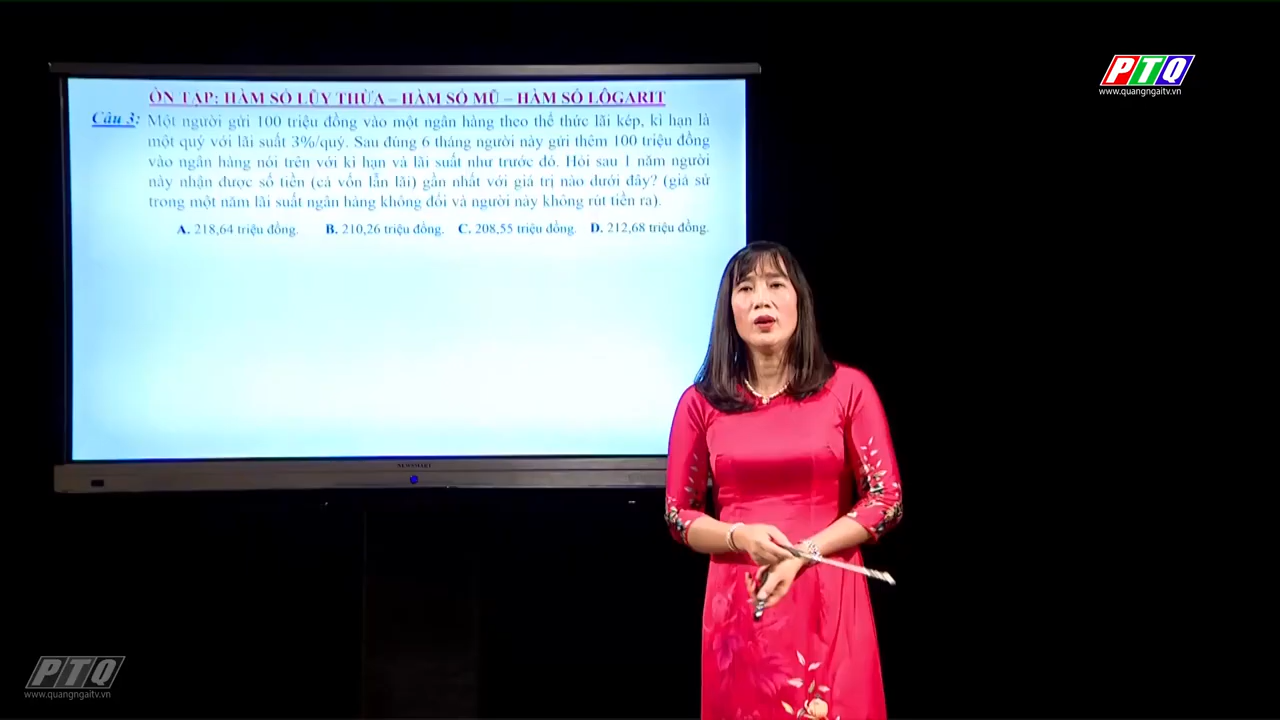 PTQ
www.quangngaitv.vn
ÔN TẬP: HÀM SỐ LŨY THỪA – HÀM SỐ MŨ – HÀM SỐ LÔGARIT
Câu 3: Một người gửi 100 triệu đồng vào một ngân hàng theo thể thức lãi kép, kì hạn là
một quý với lãi suất 3%/quý. Sau đúng 6 tháng người này gửi thêm 100 triệu đồng
vào ngân hàng nói trên với kì hạn và lãi suất như trước đó. Hỏi sau 1 năm người
này nhận được số tiền (cả vốn lẫn lãi) gần nhất với giá trị nào dưới đây? (giả sử
trong một năm lãi suất ngân hàng không đổi và người này không rút tiền ra).
A. 218,64 triệu đồng. B. 210,26 triệu đồng. C. 208,55 triệu đồng. D. 212,68 triệu đồng.
NEWSMART
PTQ
www.quangngaitv.vn